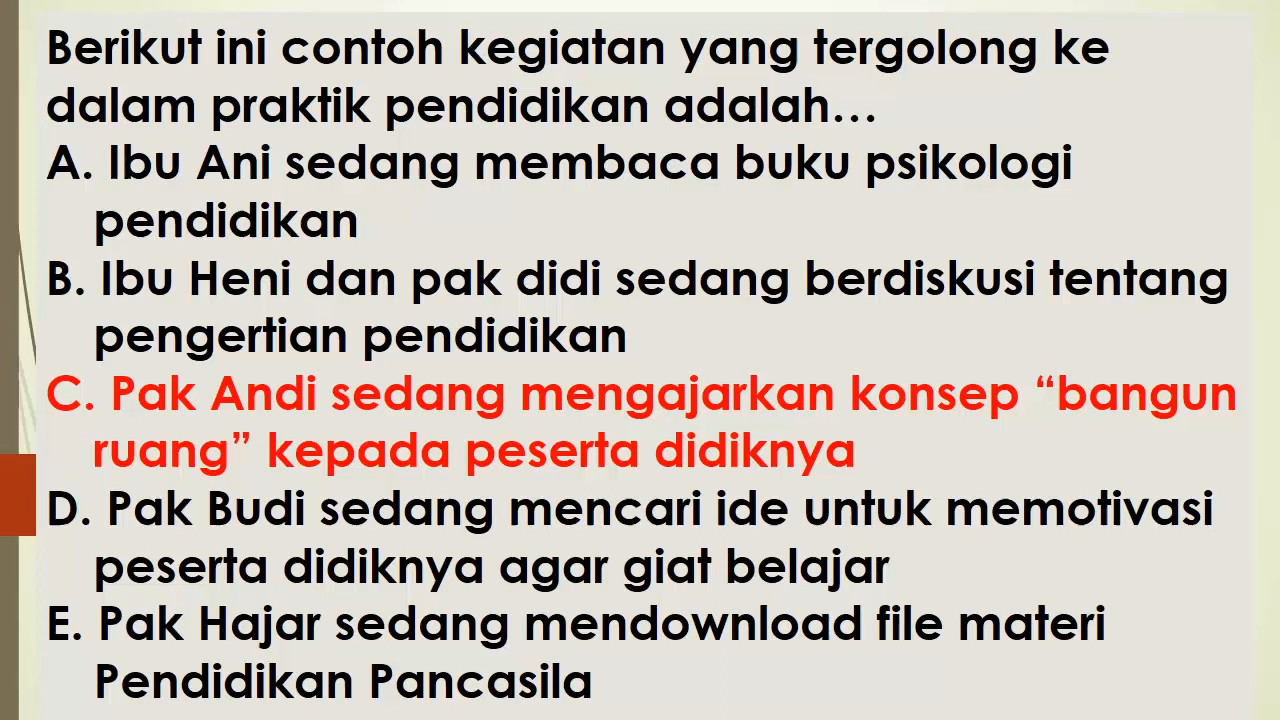 Berikut ini contoh kegiatan yang tergolong ke
dalam praktik pendidikan adalah…
A. Ibu Ani sedang membaca buku psikologi
pendidikan
B. Ibu Heni dan pak didi sedang berdiskusi tentang
pengertian pendidikan
C. Pak Andi sedang mengajarkan konsep “bangun
ruang” kepada peserta didiknya
D. Pak Budi sedang mencari ide untuk memotivasi
peserta didiknya agar giat belajar
E. Pak Hajar sedang mendownload file materi
Pendidikan Pancasila